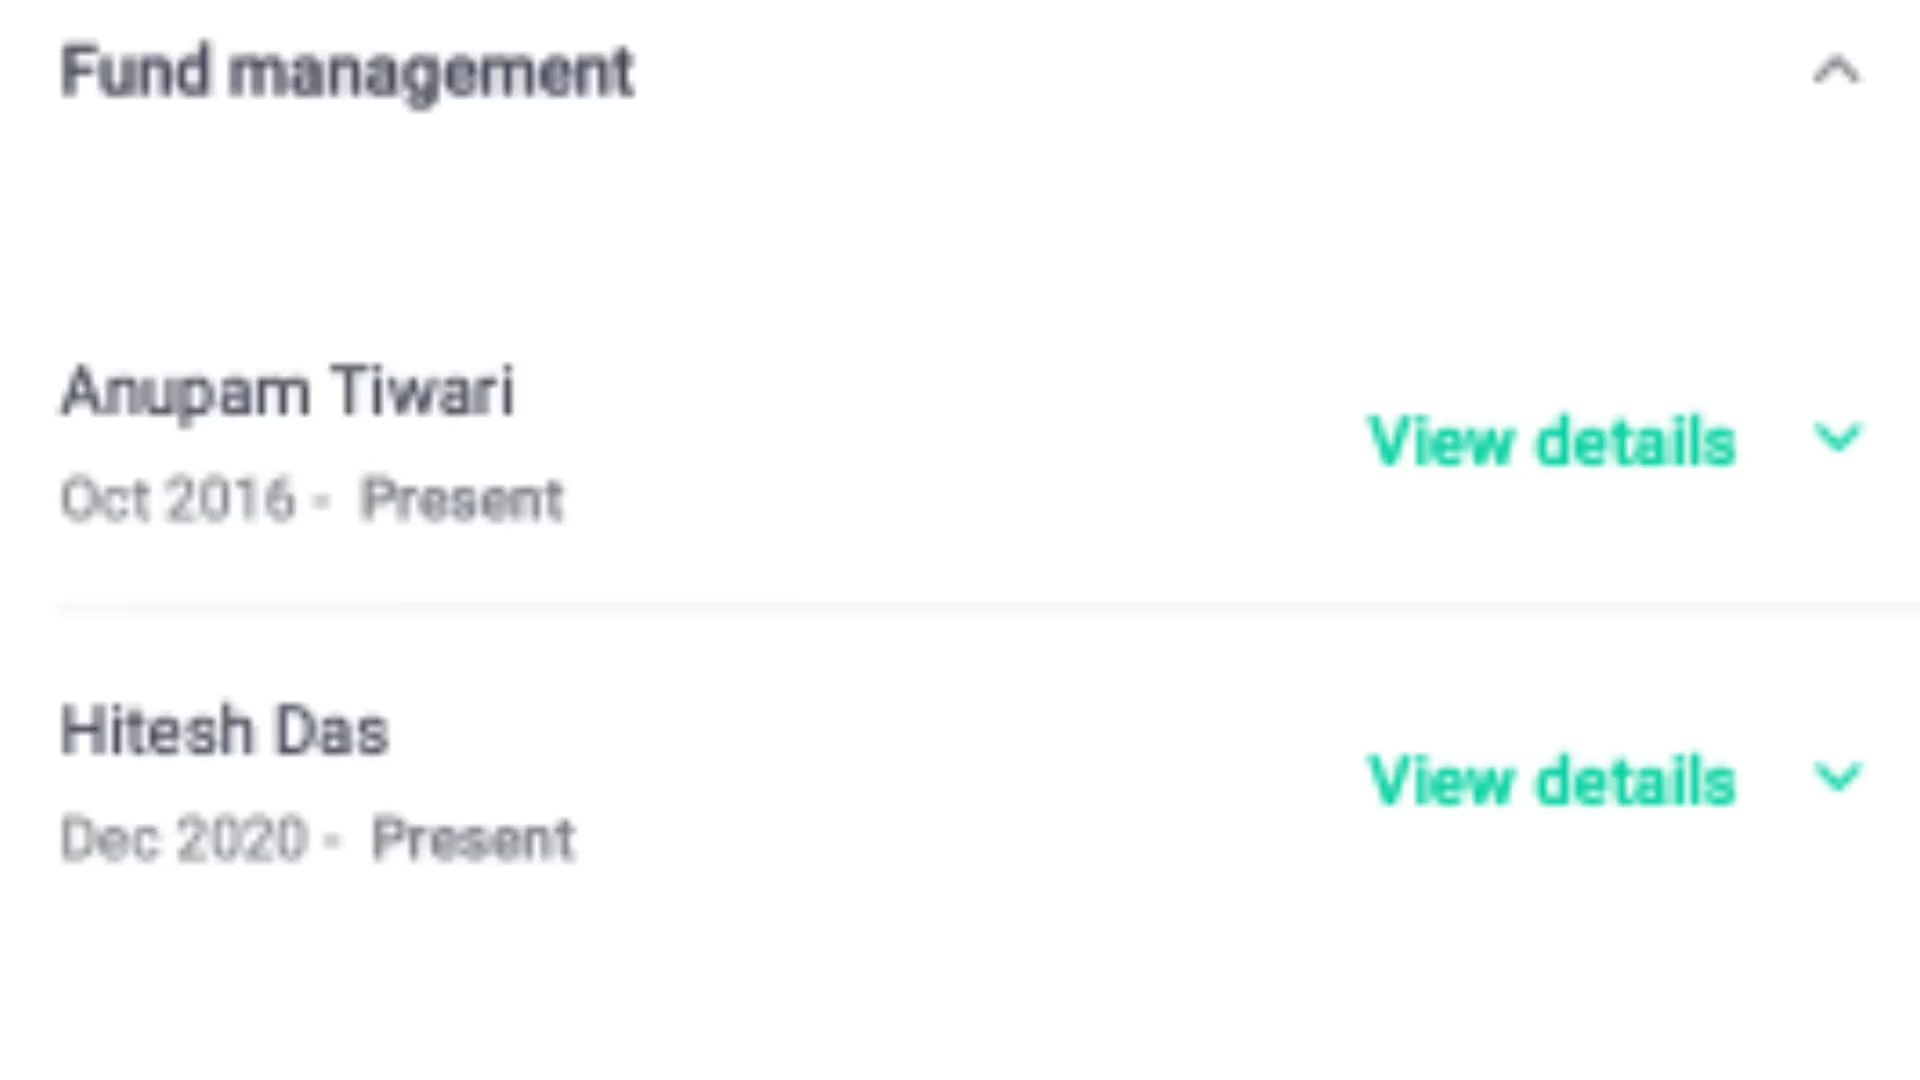 Fund management
Anupam Tiwari
View details
Oct 2016 - Present
Hitesh Das
View details
Dec 2020 - Present